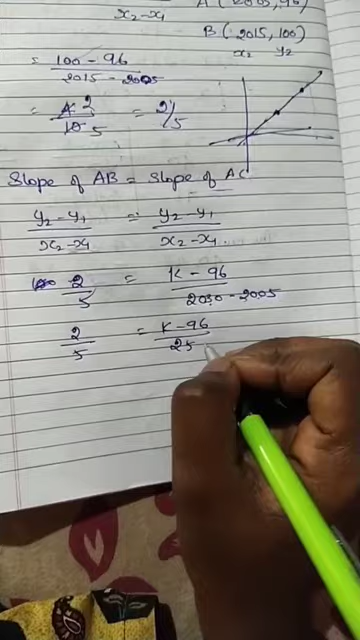 x₂-x₁
A (2005, 96)
B (2015, 100)
x₂ y₂
= 100 - 96 / 2015 - 2005
= 4 2 / 10 5 = 2/5
Slope of AB = Slope of AC
y₂-y₁ / x₂-x₁ = y₂-y₁ / x₂-x₁
2/5 = K - 96 / 2030 - 2005
2/5 = K-96 / 25